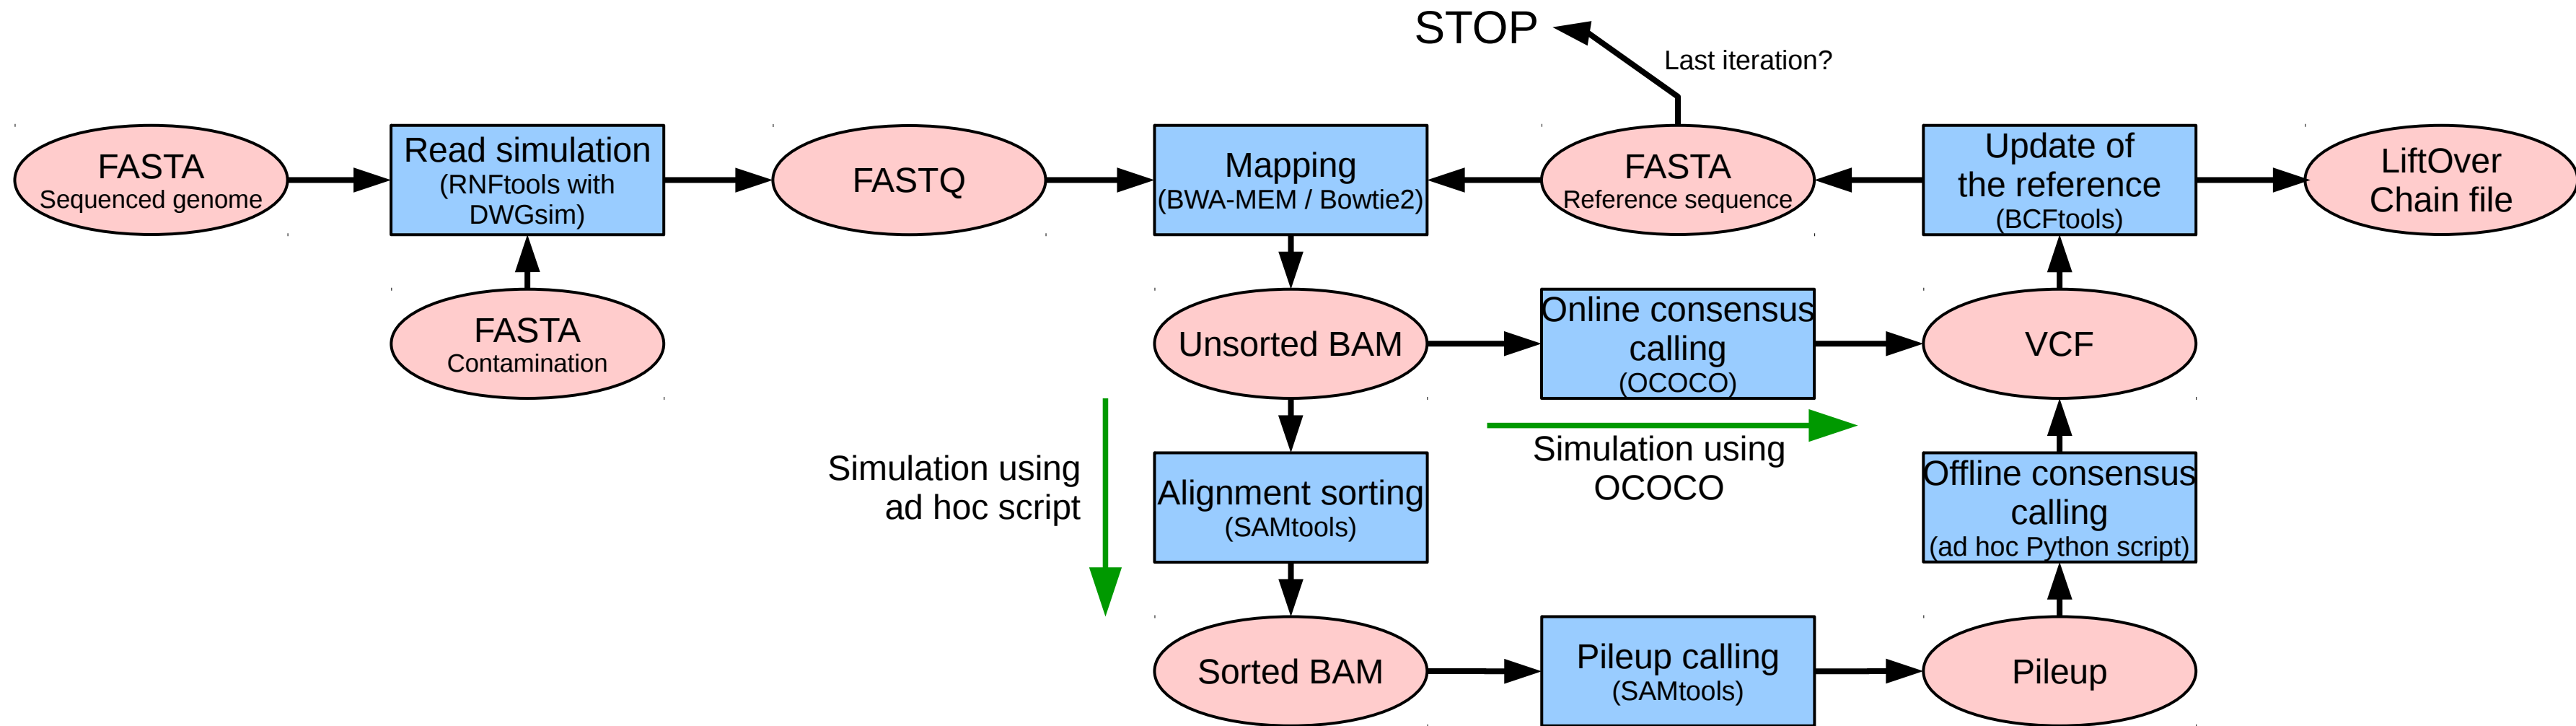 STOP
Last iteration?
FASTA
Sequenced genome
Read simulation
(RNFtools with
DWGsim)
FASTQ
Mapping
(BWA-MEM / Bowtie2)
FASTA
Reference sequence
Update of
the reference
(BCFtools)
LiftOver
Chain file
FASTA
Contamination
Unsorted BAM
Online consensus
calling
(OCOCO)
VCF
Simulation using
ad hoc script
Simulation using
OCOCO
Alignment sorting
(SAMtools)
Offline consensus
calling
(ad hoc Python script)
Sorted BAM
Pileup calling
(SAMtools)
Pileup